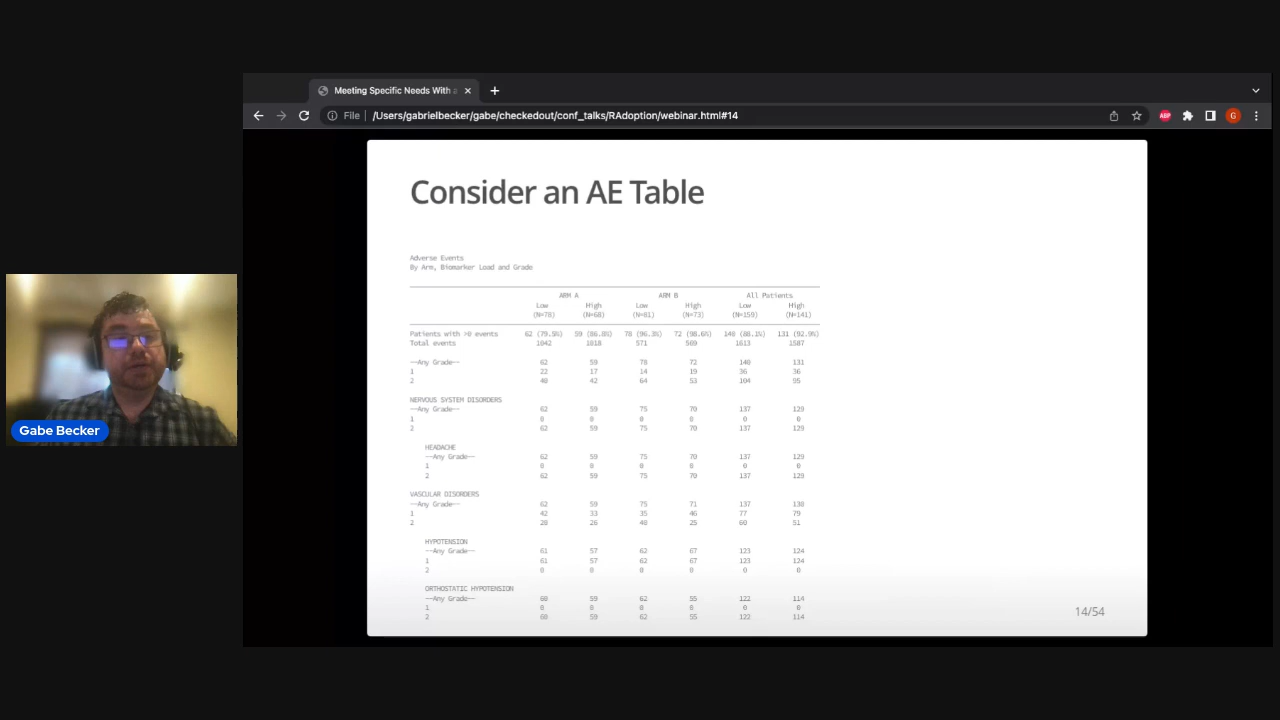 Meeting Specific Needs With a
File /Users/gabrielbecker/gabe/checkedout/conf_talks/RAdoption/webinar.html#14
ABP
G
Consider an AE Table
Adverse Events
By Arm, Biomarker Load and Grade
ARM A ARM B All Patients
Low High Low High Low High
(N=78) (N=68) (N=81) (N=73) (N=159) (N=141)
Patients with >0 events 62 (79.5%) 59 (86.8%) 78 (96.3%) 72 (98.6%) 140 (88.1%) 131 (92.9%)
Total events 1042 1018 571 569 1613 1587
--Any Grade-- 62 59 78 72 140 131
1 22 17 14 19 36 36
2 40 42 64 53 104 95
NERVOUS SYSTEM DISORDERS
--Any Grade-- 62 59 75 70 137 129
1 0 0 0 0 0 0
2 62 59 75 70 137 129
HEADACHE
--Any Grade-- 62 59 75 70 137 129
1 0 0 0 0 0 0
2 62 59 75 70 137 129
VASCULAR DISORDERS
--Any Grade-- 62 59 75 71 137 130
1 42 33 35 46 77 79
2 20 26 40 25 60 51
HYPOTENSION
--Any Grade-- 61 57 62 67 123 124
1 61 57 62 67 123 124
2 0 0 0 0 0 0
ORTHOSTATIC HYPOTENSION
--Any Grade-- 60 59 62 55 122 114
1 0 0 0 0 0 0
2 60 59 62 55 122 114
14/54
Gabe Becker